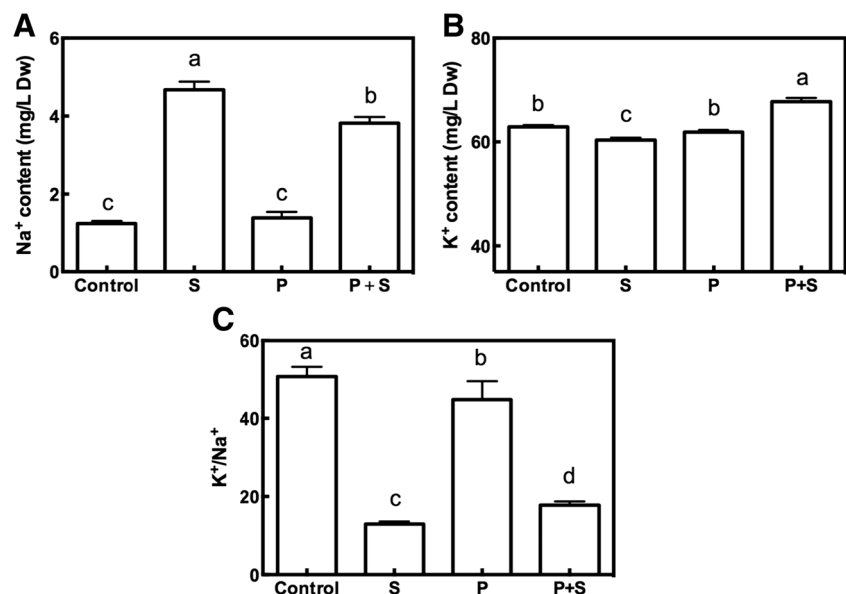 A
Na⁺ content (mg/L Dw)
6
4
2
0
c
a
c
b
Control S P P + S
B
K⁺ content (mg/L Dw)
80
60
40
b
c
b
a
Control S P P+S
C
K⁺/Na⁺
60
40
20
0
a
c
b
d
Control S P P+S